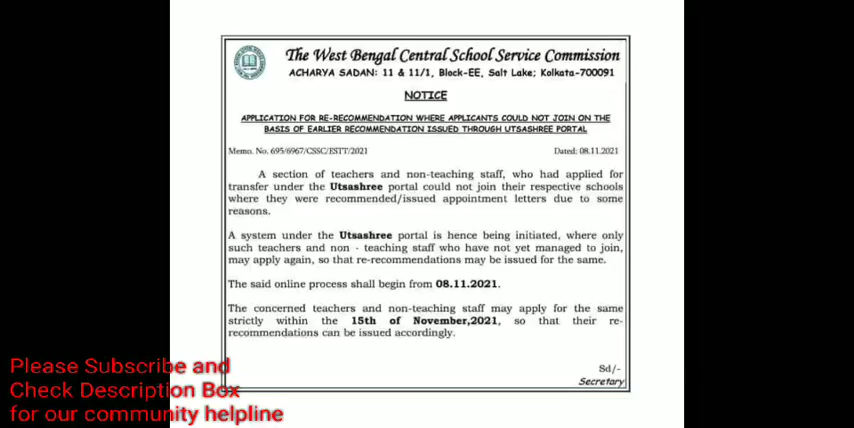 The West Bengal Central School Service Commission
ACHARYA SADAN: 11 & 11/1, Block-EE, Salt Lake; Kolkata-700091
NOTICE
APPLICATION FOR RE-RECOMMENDATION WHERE APPLICANTS COULD NOT JOIN ON THE
BASIS OF EARLIER RECOMMENDATION ISSUED THROUGH UTSASHREE PORTAL
Memo. No. 695/6967/CSSC/ESTT/2021 Dated: 08.11.2021
A section of teachers and non-teaching staff, who had applied for
transfer under the Utsashree portal could not join their respective schools
where they were recommended/issued appointment letters due to some
reasons.
A system under the Utsashree portal is hence being initiated, where only
such teachers and non - teaching staff who have not yet managed to join,
may apply again, so that re-recommendations may be issued for the same.
The said online process shall begin from 08.11.2021.
The concerned teachers and non-teaching staff may apply for the same
strictly within the 15th of November,2021, so that their re-
recommendations can be issued accordingly.
Sd/-
Secretary
Please Subscribe and
Check Description Box
for our community helpline